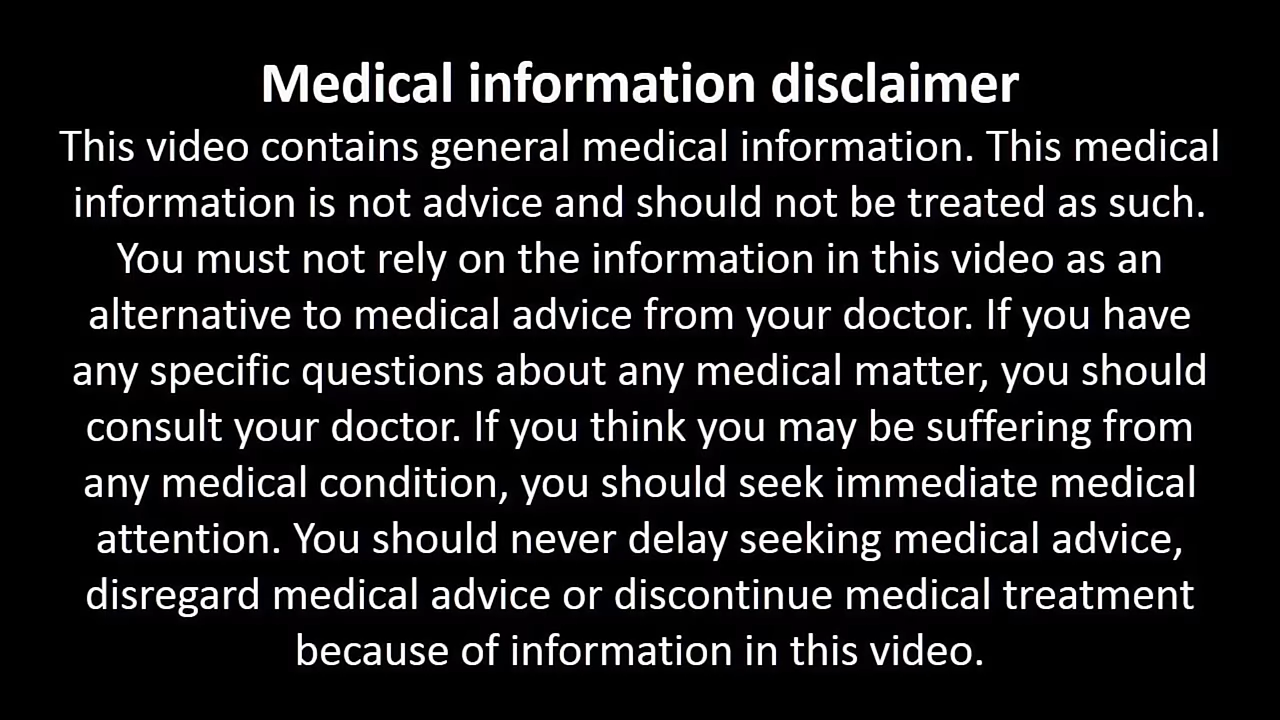 Medical information disclaimer
This video contains general medical information. This medical
information is not advice and should not be treated as such.
You must not rely on the information in this video as an
alternative to medical advice from your doctor. If you have
any specific questions about any medical matter, you should
consult your doctor. If you think you may be suffering from
any medical condition, you should seek immediate medical
attention. You should never delay seeking medical advice,
disregard medical advice or discontinue medical treatment
because of information in this video.